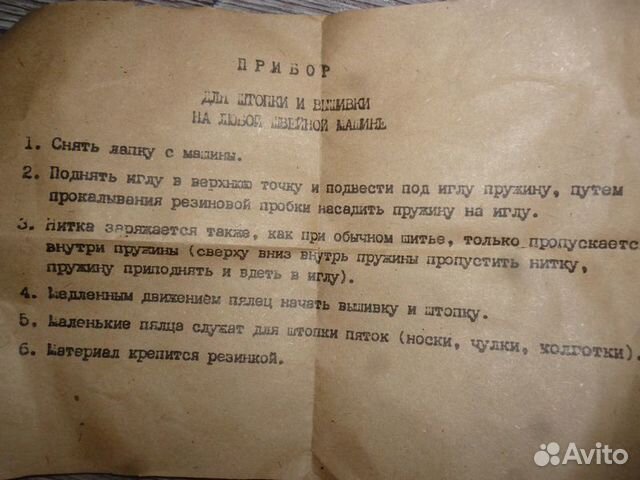 ПРИБОР
ДЛЯ ШТОПКИ И ВЫШИВКИ
НА ЛЮБОЙ ШВЕЙНОЙ МАШИНЕ
1. Снять лапку с машины.
2. Поднять иглу в верхнюю точку и подвести под иглу пружину, путем
прокалывания резиновой пробки насадить пружину на иглу.
3. Нитка заряжается также, как при обычном шитье, только пропускаетс
внутри пружины (сверху вниз внутрь пружины пропустить нитку,
пружину приподнять и вдеть в иглу).
4. Медленным движением пялец начать вышивку и штопку.
5. Маленькие пялца служат для штопки пяток (носки, чулки, колготки).
6. Материал крепится резинкой.
Avito